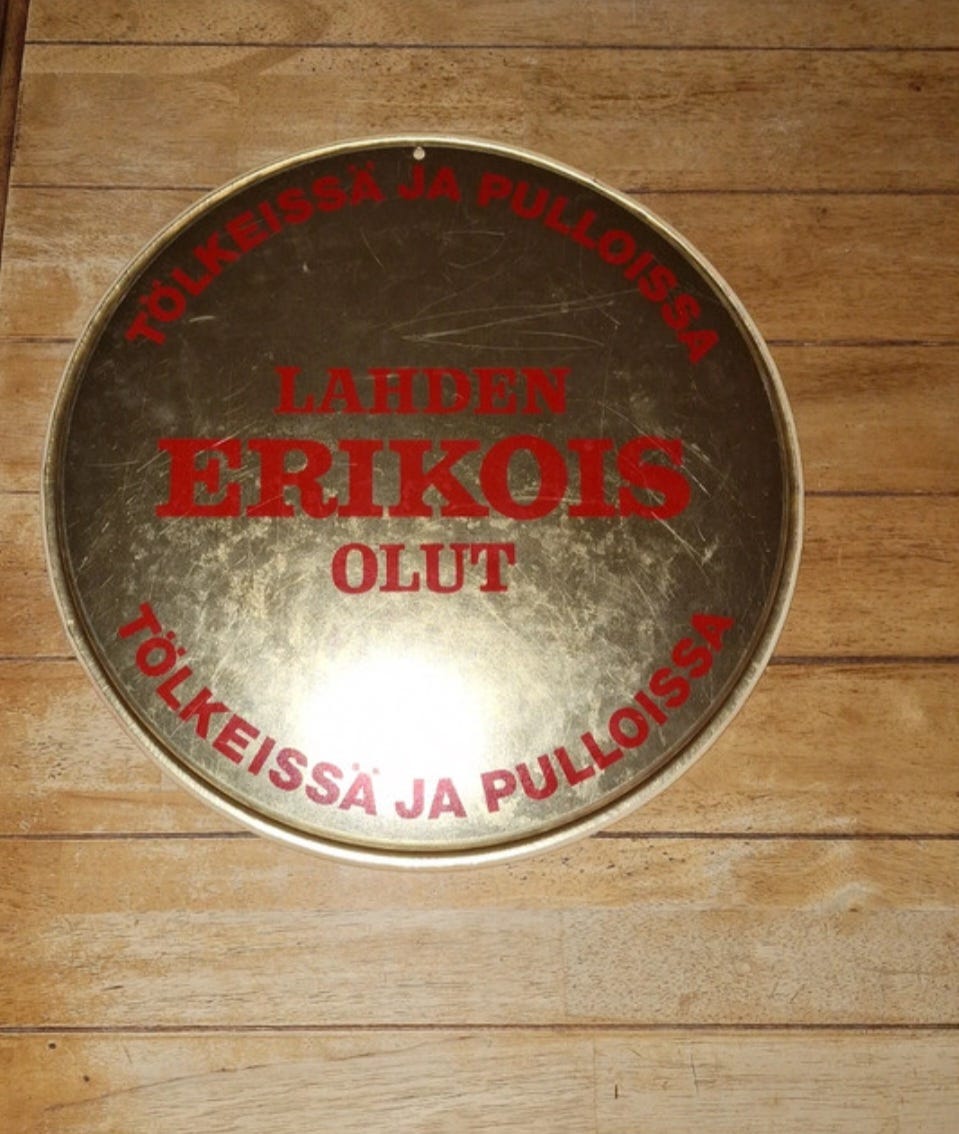 TÖLKEISSÄ JA PULLOISSA
LAHDEN
ERIKOIS
OLUT
TÖLKEISSÄ JA PULLOISSA